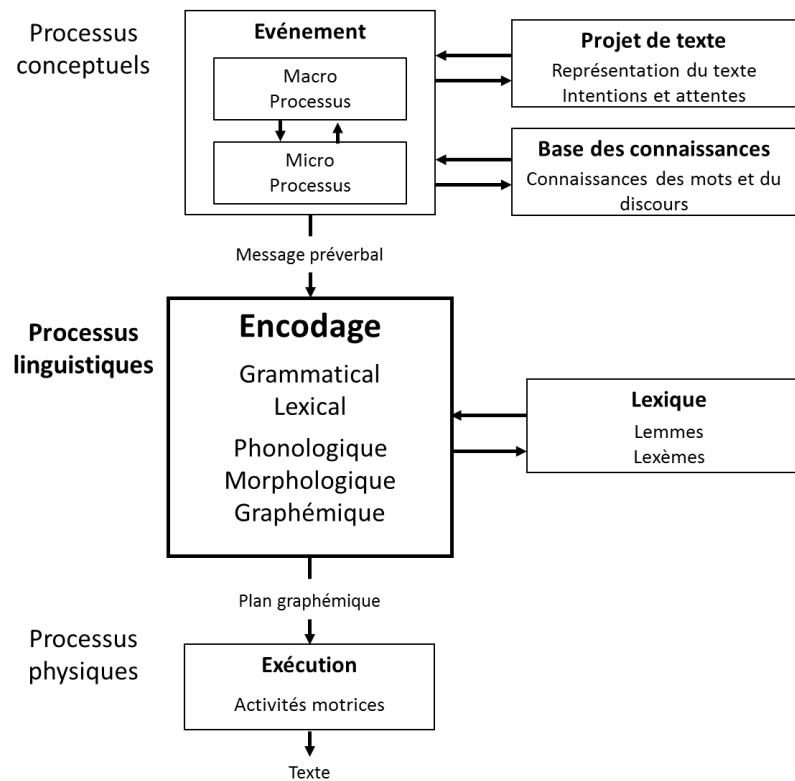 Processus
conceptuels
Evénement
Macro
Processus
Micro
Processus
Projet de texte
Représentation du texte
Intentions et attentes
Base des connaissances
Connaissances des mots et du
discours
Message préverbal
Processus
linguistiques
Encodage
Grammatical
Lexical
Phonologique
Morphologique
Graphémique
Lexique
Lemmes
Lexèmes
Plan graphémique
Processus
physiques
Exécution
Activités motrices
Texte